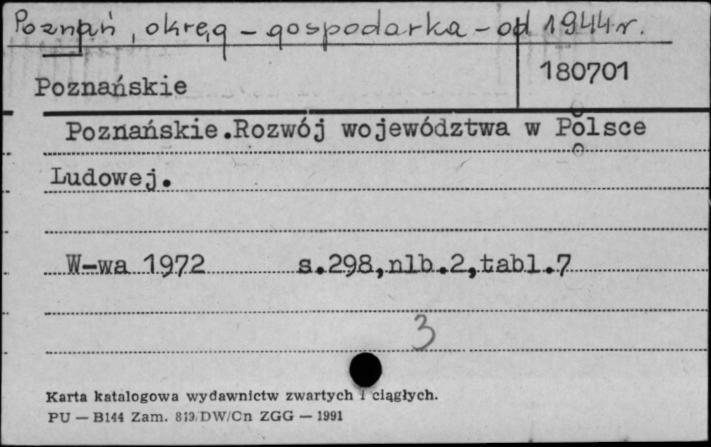 Poznań, okręg - gospodarka - od 1944 r.
180701
Poznańskie
Poznańskie.Rozwój województwa w Polsce
Ludowej.
W-wa 1972 s.298,nlb.2,tabl.7
3
Karta katalogowa wydawnictw zwartych i ciągłych.
PU — B144 Zam. 819/DW/Cn ZGG — 1991